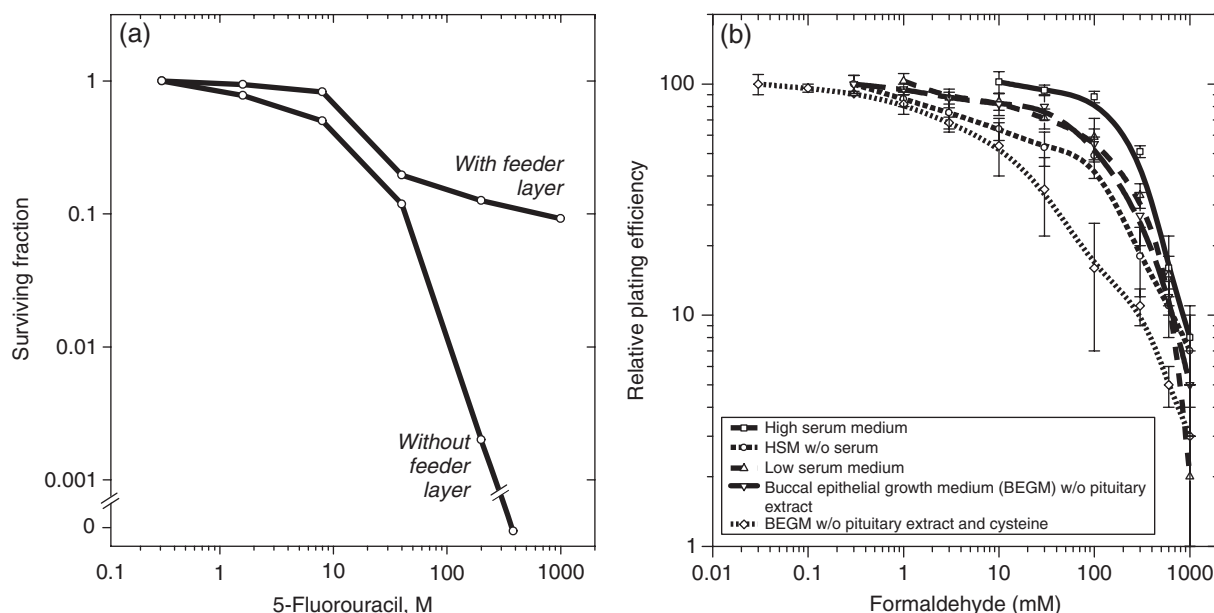 (a)
Surviving fraction
1
0.1
0.01
0.001
0
With feeder
layer
Without
feeder
layer
0.1
1
10
100
1000
5-Fluorouracil, M
(b)
Relative plating efficiency
100
10
1
High serum medium
HSM w/o serum
Low serum medium
Buccal epithelial growth medium (BEGM) w/o pituitary
extract
BEGM w/o pituitary extract and cysteine
0.01
0.1
1
10
100
1000
Formaldehyde (mM)